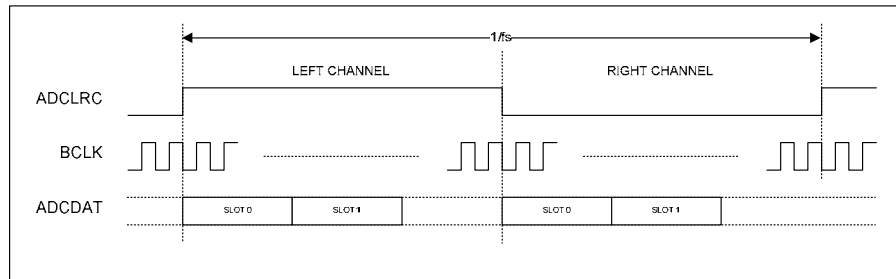 1/fs
LEFT CHANNEL RIGHT CHANNEL
ADCLRC
BCLK
ADCDAT SLOT 0 SLOT 1 SLOT 0 SLOT 1